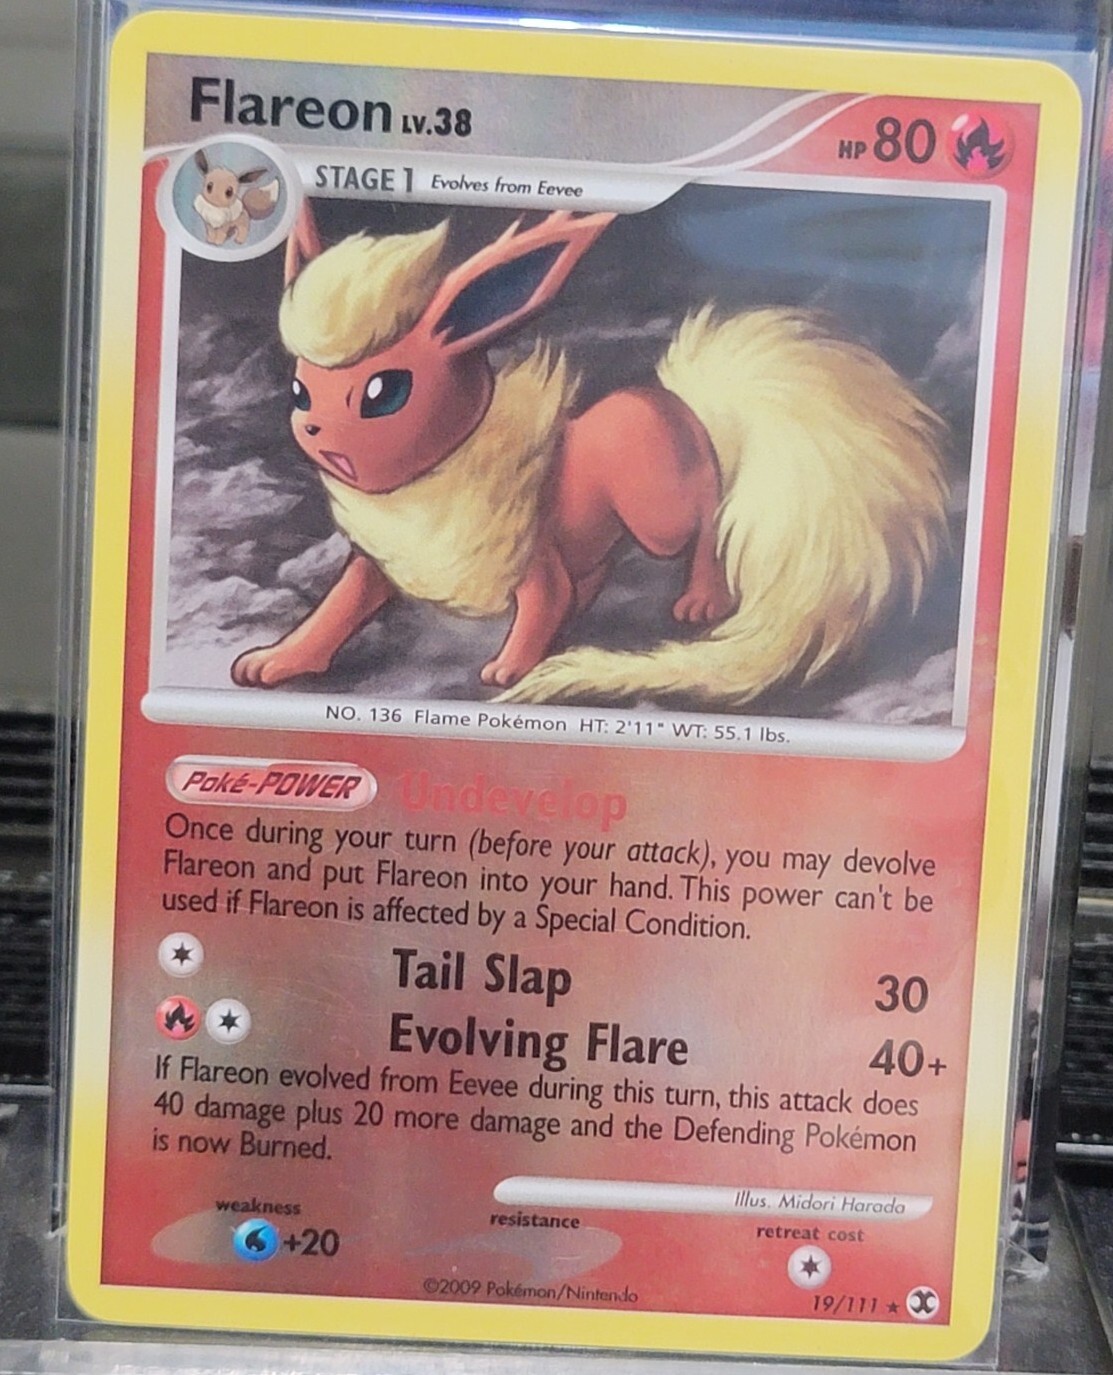 Flareon LV.38
HP 80
STAGE 1 Evolves from Eevee
NO. 136 Flame Pokémon HT: 2'11" WT: 55.1 lbs.
Poké-POWER Undevelop
Once during your turn (before your attack), you may devolve
Flareon and put Flareon into your hand. This power can't be
used if Flareon is affected by a Special Condition.
Tail Slap 30
Evolving Flare 40+
If Flareon evolved from Eevee during this turn, this attack does
40 damage plus 20 more damage and the Defending Pokémon
is now Burned.
Illus. Midori Harada
weakness resistance retreat cost
+20
©2009 Pokémon/Nintendo
19/111 ★